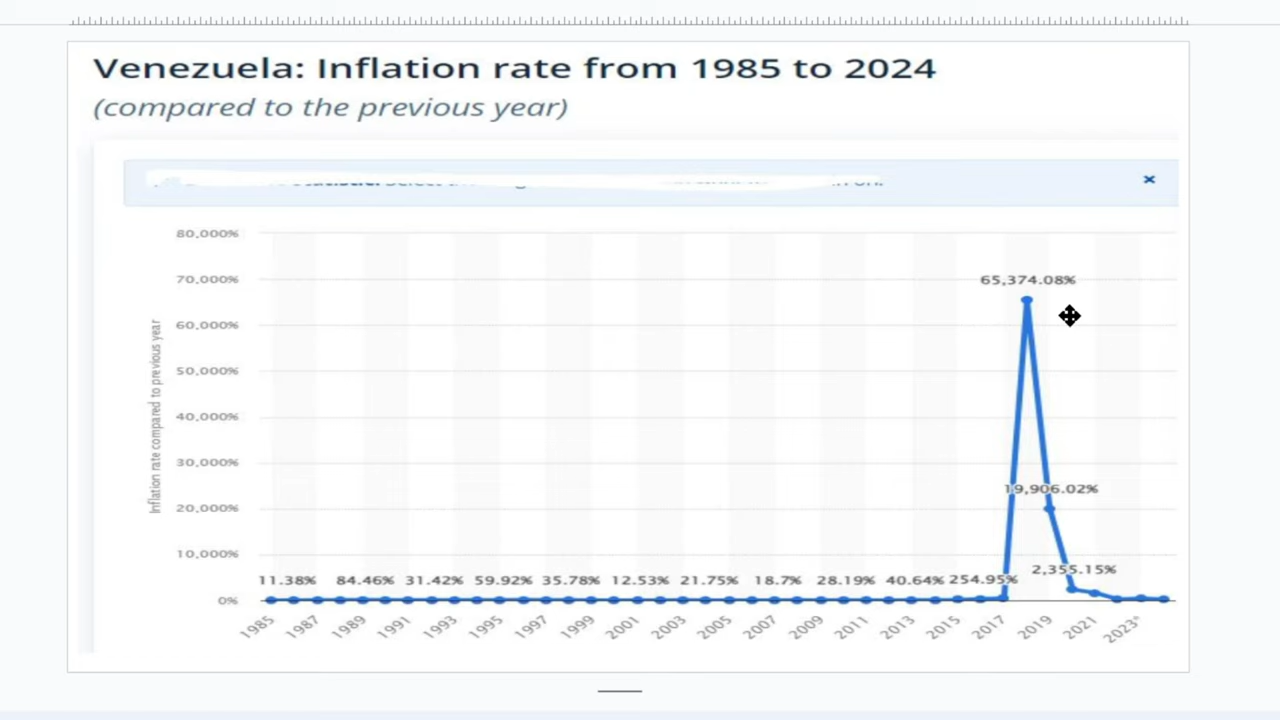 Venezuela: Inflation rate from 1985 to 2024
(compared to the previous year)
80,000%
70,000%
65,374.08%
60,000%
50,000%
40,000%
30,000%
19,906.02%
20,000%
10,000%
2,355.15%
11.38% 84.46% 31.42% 59.92% 35.78% 12.53% 21.75% 18.7% 28.19% 40.64% 254.95%
0%
Inflation rate compared to previous year
1985 1987 1989 1991 1993 1995 1997 1999 2001 2003 2005 2007 2009 2011 2013 2015 2017 2019 2021 2023*